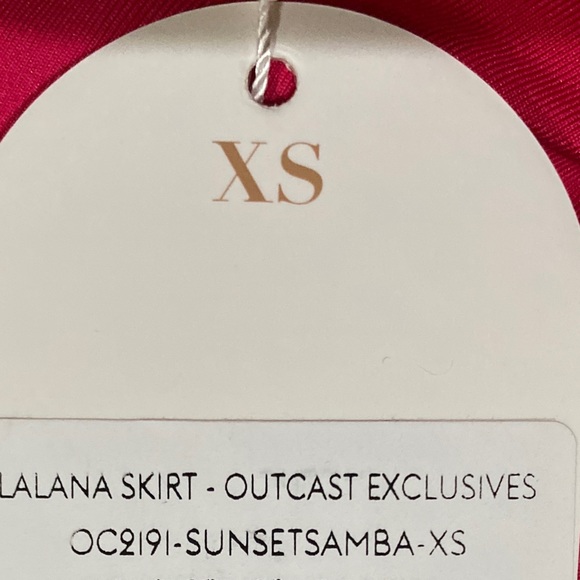 XS
LALANA SKIRT - OUTCAST EXCLUSIVES
OC2191-SUNSETSAMBA-XS